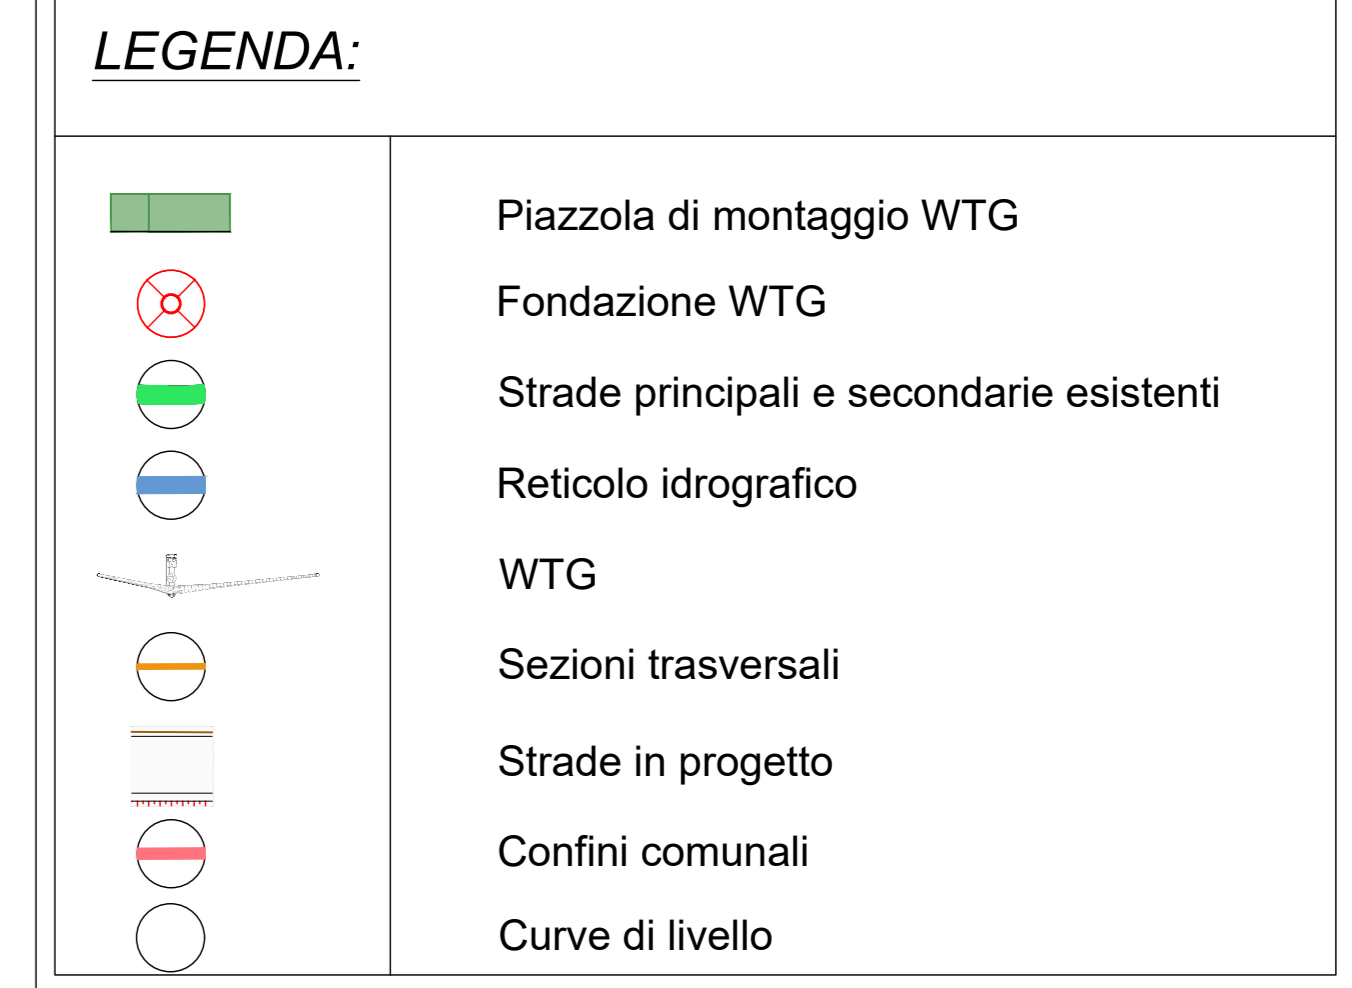 LEGENDA:
Piazzola di montaggio WTG
Fondazione WTG
Strade principali e secondarie esistenti
Reticolo idrografico
WTG
Sezioni trasversali
Strade in progetto
Confini comunali
Curve di livello